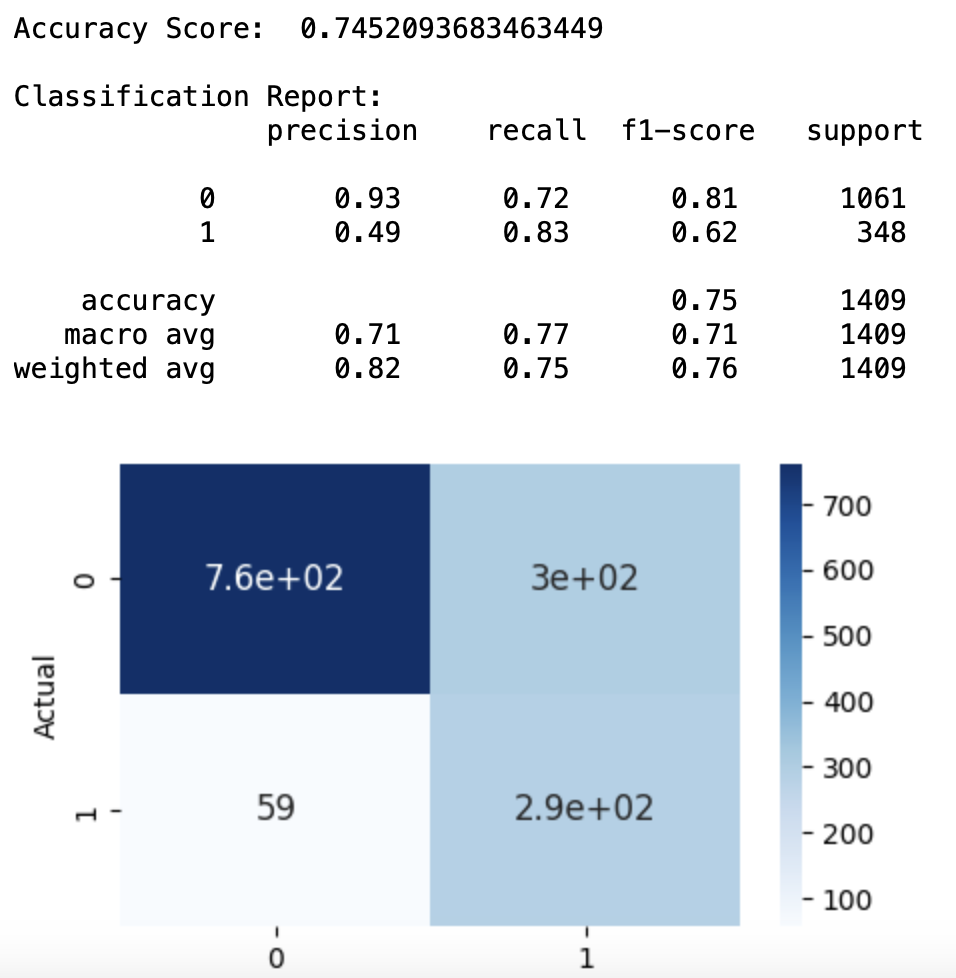 Accuracy Score: 0.7452093683463449
Classification Report:
precision recall f1-score support
0 0.93 0.72 0.81 1061
1 0.49 0.83 0.62 348
accuracy 0.75 1409
macro avg 0.71 0.77 0.71 1409
weighted avg 0.82 0.75 0.76 1409
700
0 7.6e+02 3e+02
600
500
Actual
400
300
1 59 2.9e+02
200
100
0 1